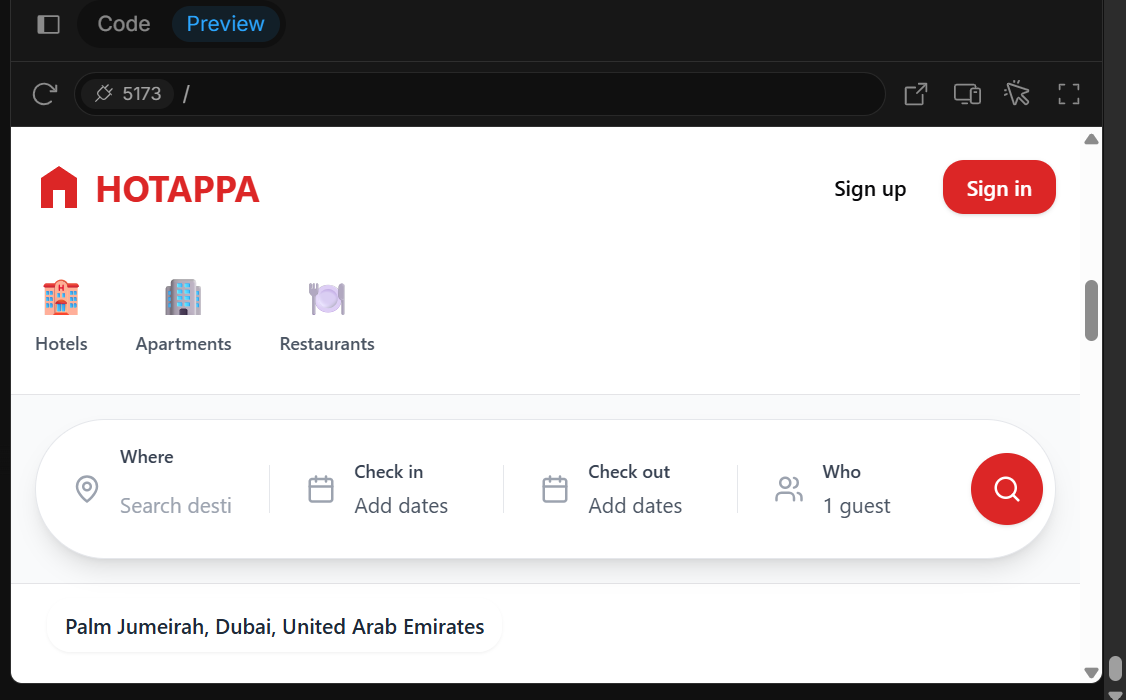 Code Preview
5173 /
HOTAPPA
Sign up Sign in
Hotels Apartments Restaurants
Where Check in Check out Who
Search desti Add dates Add dates 1 guest
Palm Jumeirah, Dubai, United Arab Emirates